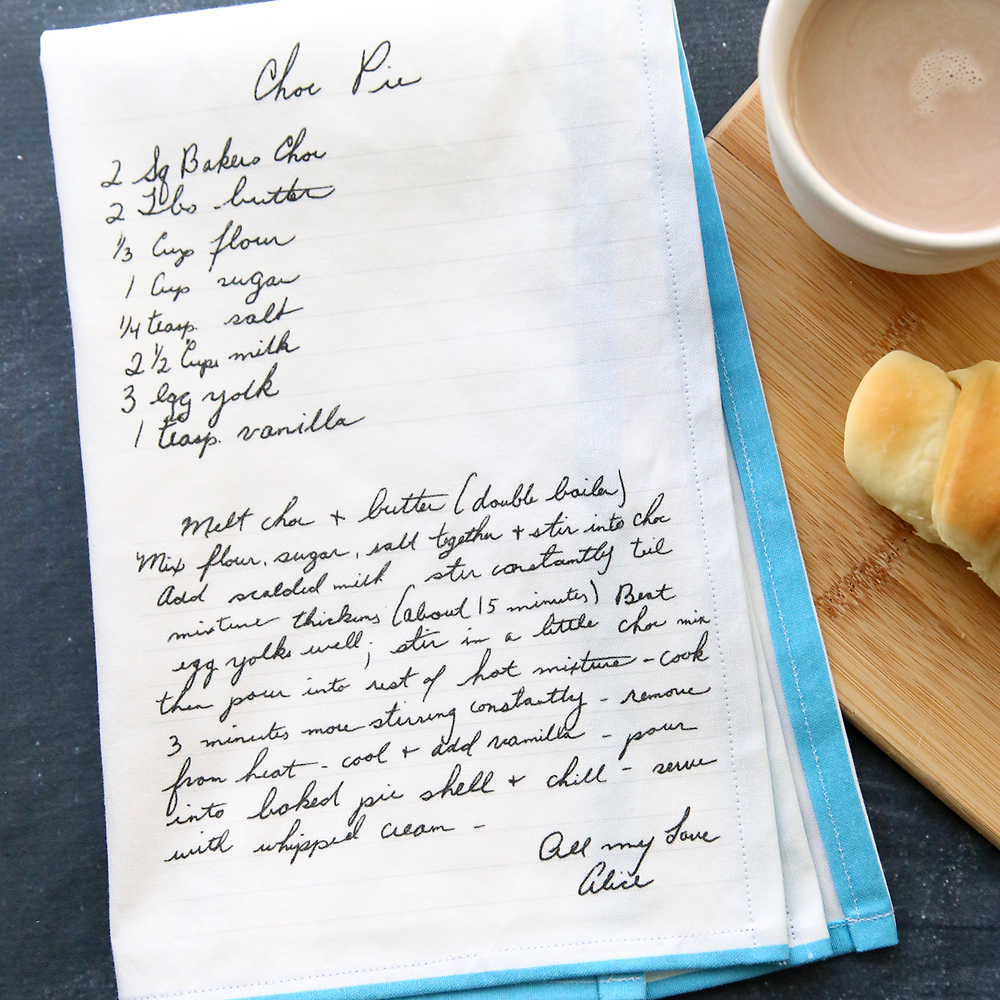 Choc Pie
2 Sq Bakers Choc
2 Tbs butter
1/3 Cup flour
1 Cup sugar
1/4 teasp. salt
2 1/2 Cups milk
3 egg yolk
1 teasp. vanilla
Melt choc + butter (double boiler)
Mix flour, sugar, salt together + stir into choc
Add scalded milk stir constantly til
mixture thickens (about 15 minutes) Beat
egg yolks well; stir in a little choc mix
then pour into rest of hot mixture - cook
3 minutes more stirring constantly - remove
from heat - cool + add vanilla - pour
into baked pie shell + chill - serve
with whipped cream -
All my Love
Alice